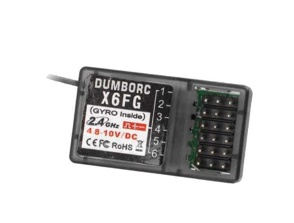 DUMBORC
X6FG
(GYRO Inside)
2.4GHz
4.8-10V/DC
CE FC RoHS
1
2
3
4
5
6